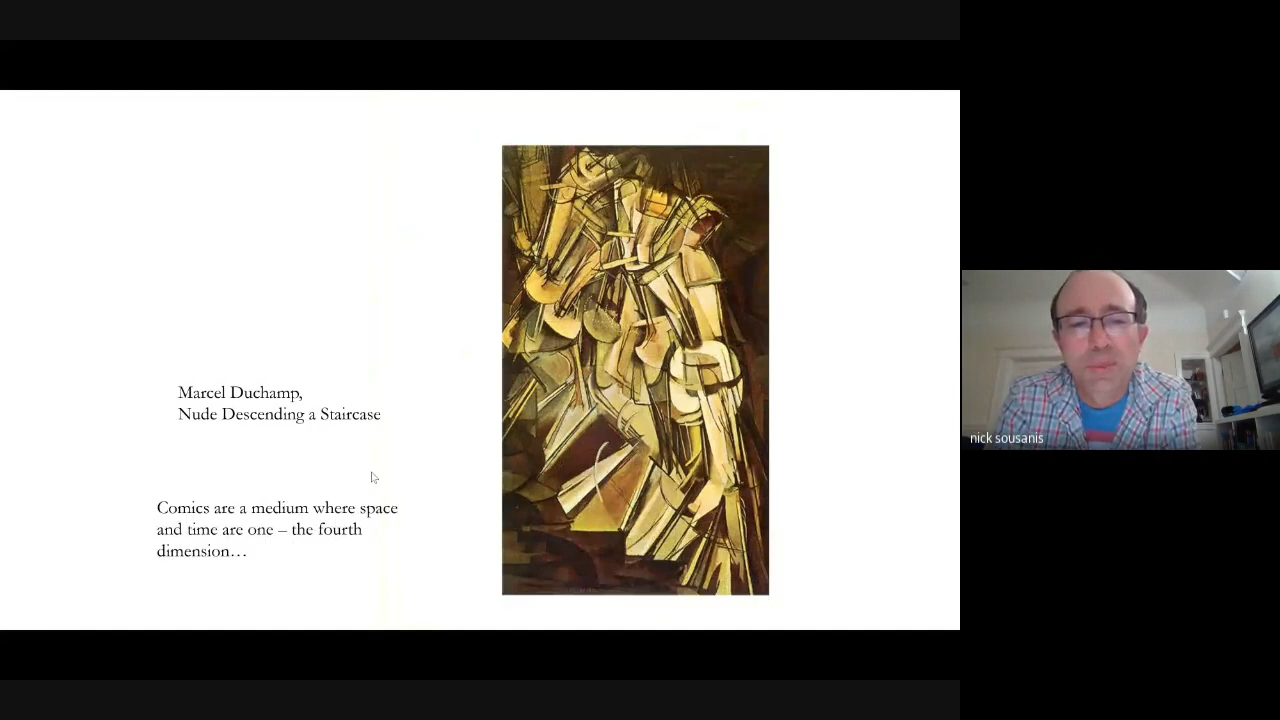 Marcel Duchamp,
Nude Descending a Staircase
Comics are a medium where space
and time are one – the fourth
dimension…
nick sousanis